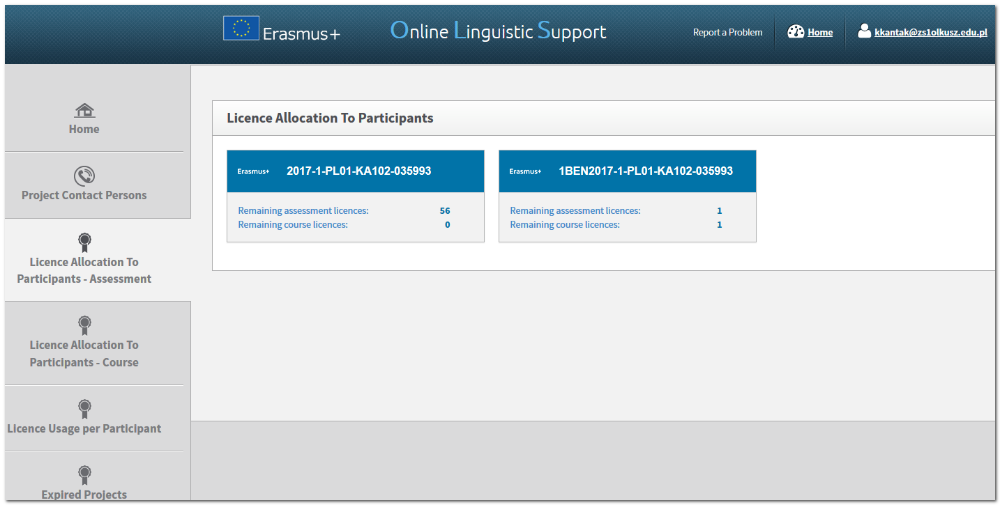 Erasmus+
Online Linguistic Support
Report a Problem
Home
kkantak@zs1olkusz.edu.pl
Home
Project Contact Persons
Licence Allocation To
Participants - Assessment
Licence Allocation To
Participants - Course
Licence Usage per Participant
Expired Projects
Licence Allocation To Participants
Erasmus+ 2017-1-PL01-KA102-035993
Remaining assessment licences: 56
Remaining course licences: 0
Erasmus+ 1BEN2017-1-PL01-KA102-035993
Remaining assessment licences: 1
Remaining course licences: 1